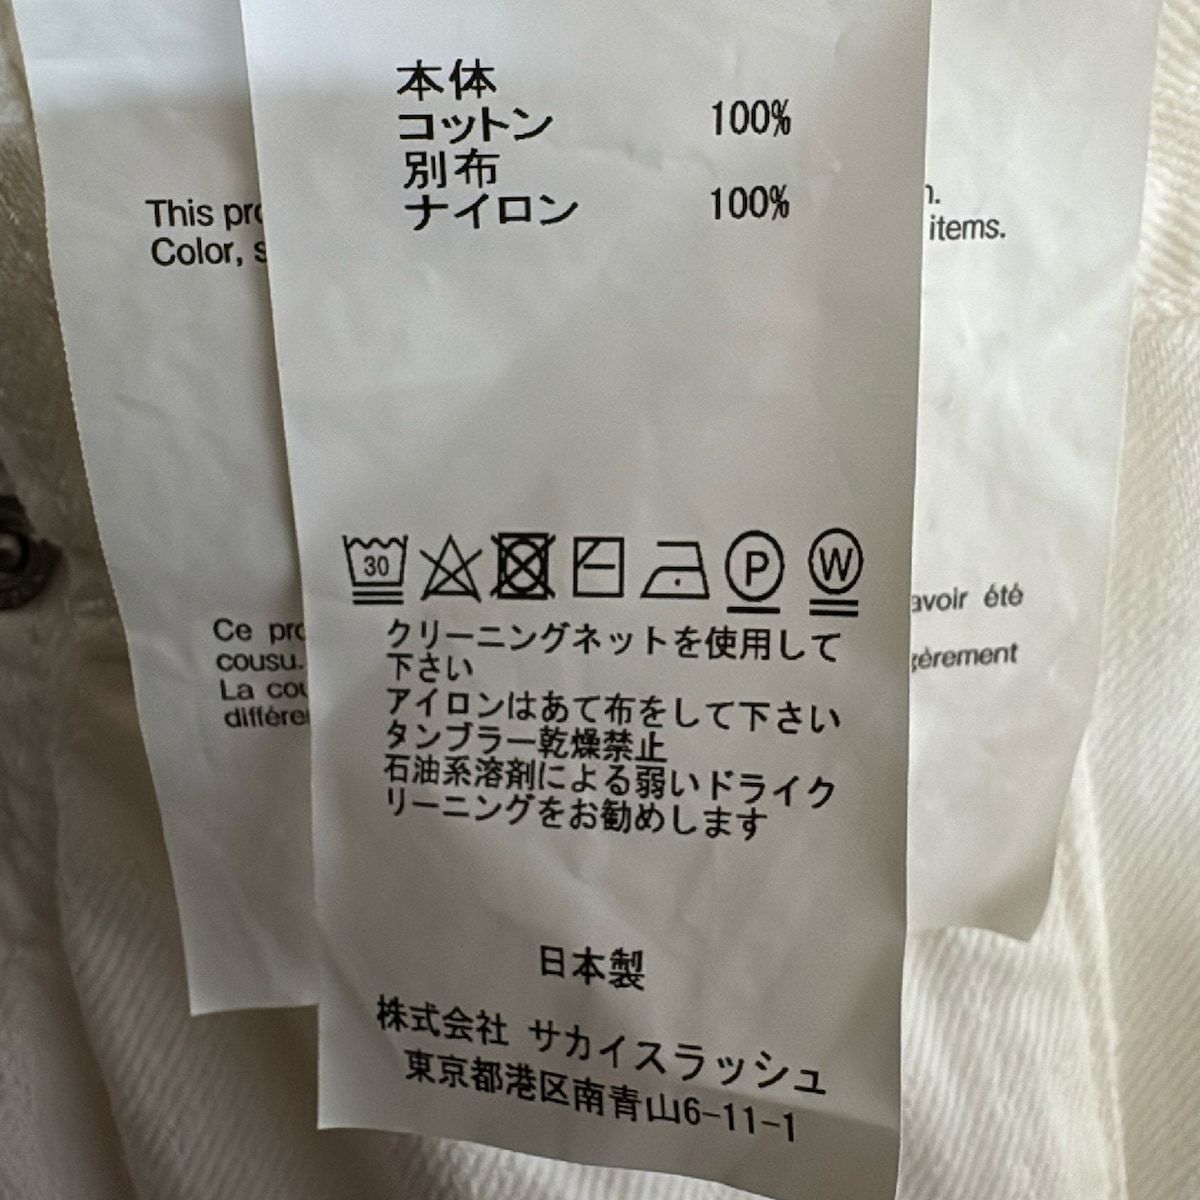 本体
コットン 100%
別布
ナイロン 100%
This
Color,
items.
30
P
W
クリーニングネットを使用して
下さい
アイロンはあて布をして下さい
タンブラー乾燥禁止
石油系溶剤による弱いドライク
リーニングをお勧めします
Ce
cousu.
La
avoir été
日本製
株式会社 サカイスラッシュ
東京都港区南青山6-11-1